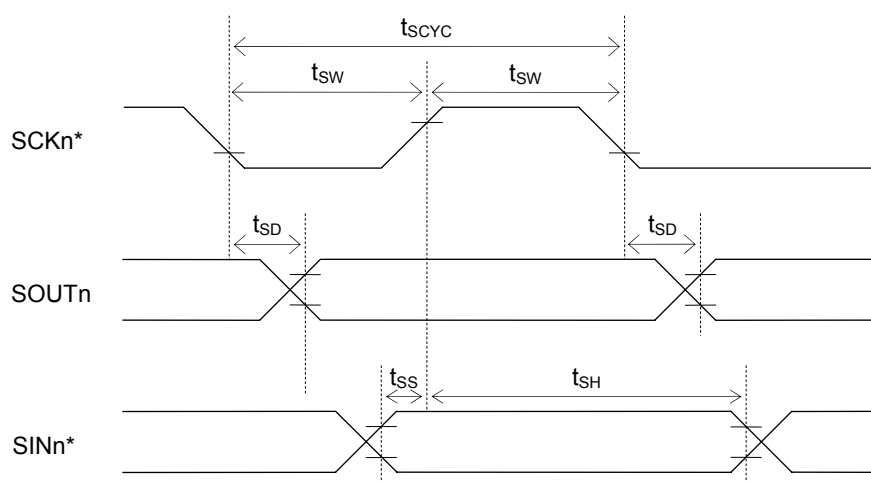 tSCYC
tSW tSW
SCKn*
tSD tSD
SOUTn
tSS tSH
SINn*